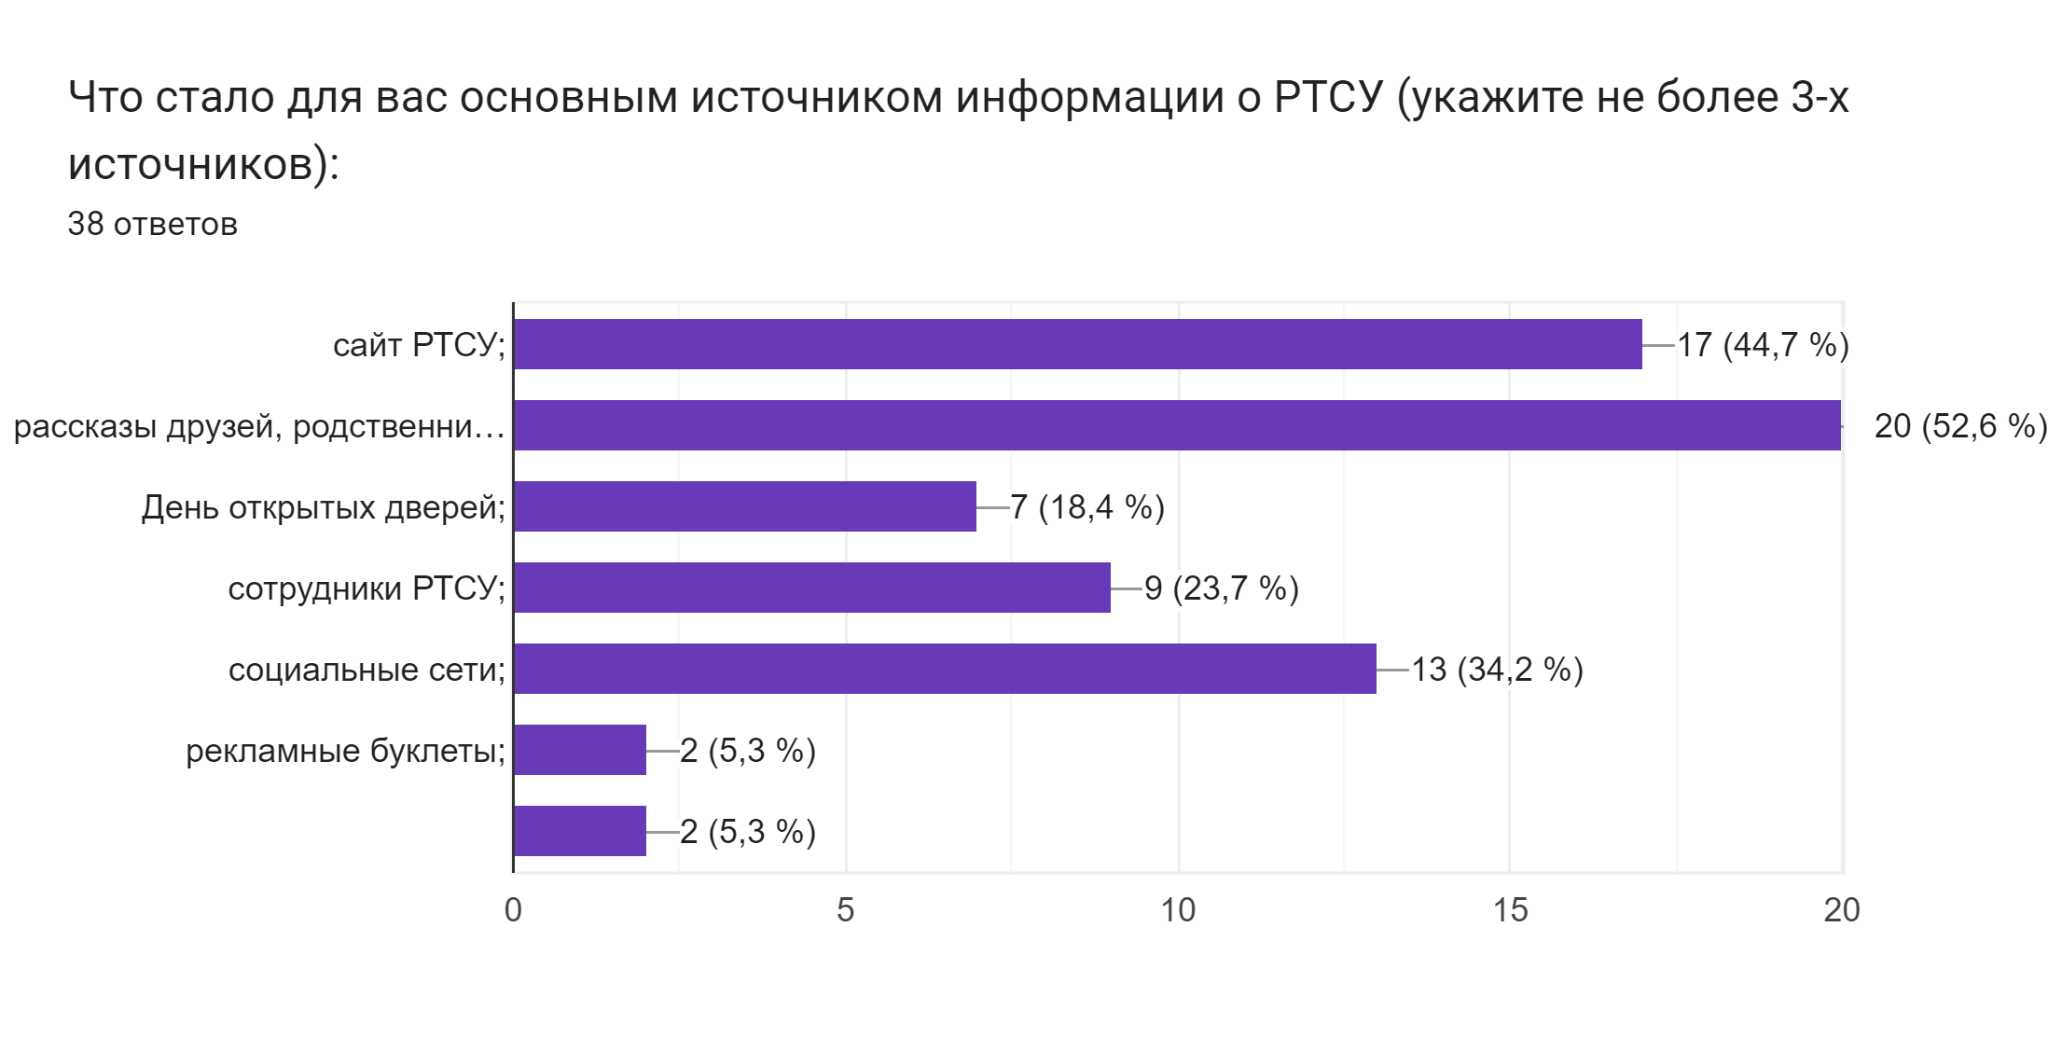 Что стало для вас основным источником информации о РТСУ (укажите не более 3-х
источников):
38 ответов
сайт РТСУ;
17 (44,7 %)
рассказы друзей, родственни…
20 (52,6 %)
День открытых дверей;
7 (18,4 %)
сотрудники РТСУ;
9 (23,7 %)
социальные сети;
13 (34,2 %)
рекламные буклеты;
2 (5,3 %)
2 (5,3 %)
0 5 10 15 20